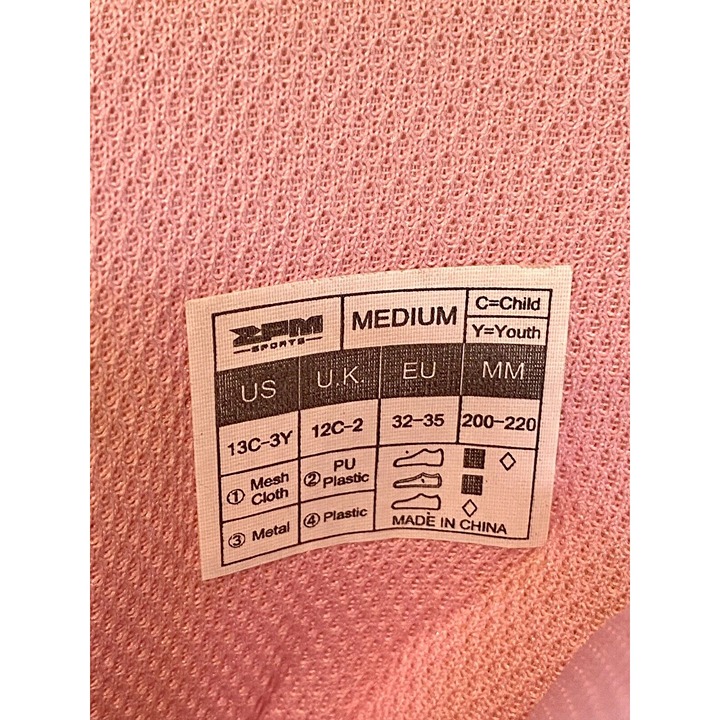 2PM SPORTS
MEDIUM
C=Child
Y=Youth
US U.K EU MM
13C-3Y 12C-2 32-35 200-220
① Mesh Cloth
② PU Plastic
③ Metal
④ Plastic
MADE IN CHINA